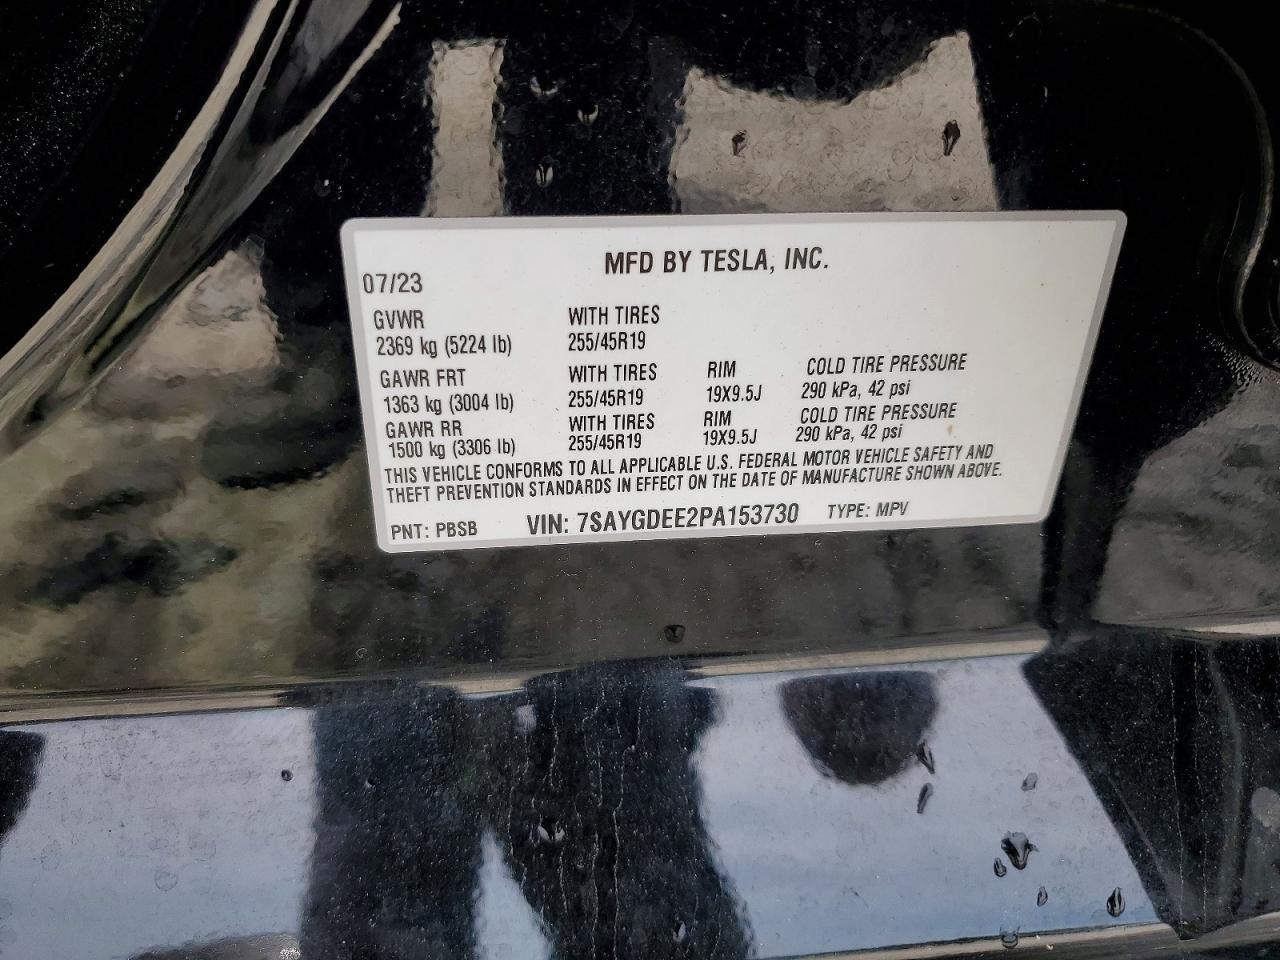 MFD BY TESLA, INC.
07/23
GVWR WITH TIRES
2369 kg (5224 lb) 255/45R19
GAWR FRT WITH TIRES RIM COLD TIRE PRESSURE
1363 kg (3004 lb) 255/45R19 19X9.5J 290 kPa, 42 psi
GAWR RR WITH TIRES RIM COLD TIRE PRESSURE
1500 kg (3306 lb) 255/45R19 19X9.5J 290 kPa, 42 psi
THIS VEHICLE CONFORMS TO ALL APPLICABLE U.S. FEDERAL MOTOR VEHICLE SAFETY AND
THEFT PREVENTION STANDARDS IN EFFECT ON THE DATE OF MANUFACTURE SHOWN ABOVE.
PNT: PBSB VIN: 7SAYGDEE2PA153730 TYPE: MPV